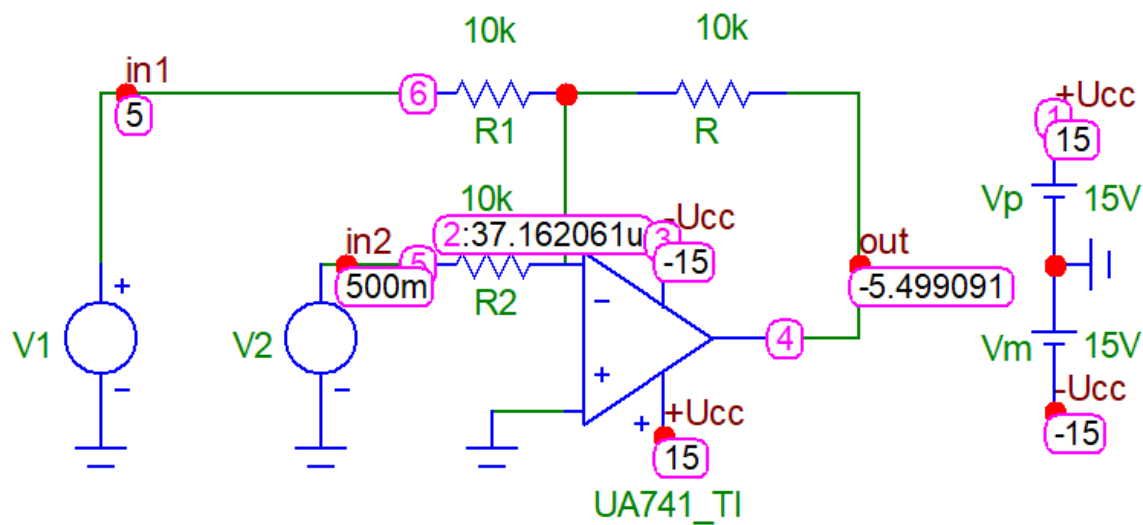 10k
10k
in1
6
5
R1
R
+Ucc
1
15
Vp
15V
10k
2:37.162061u
-Ucc
3
-15
in2
5
500m
R2
out
-5.499091
+
V1
-
+
V2
-
-
+
4
Vm
15V
-Ucc
-15
+
+Ucc
15
UA741_TI